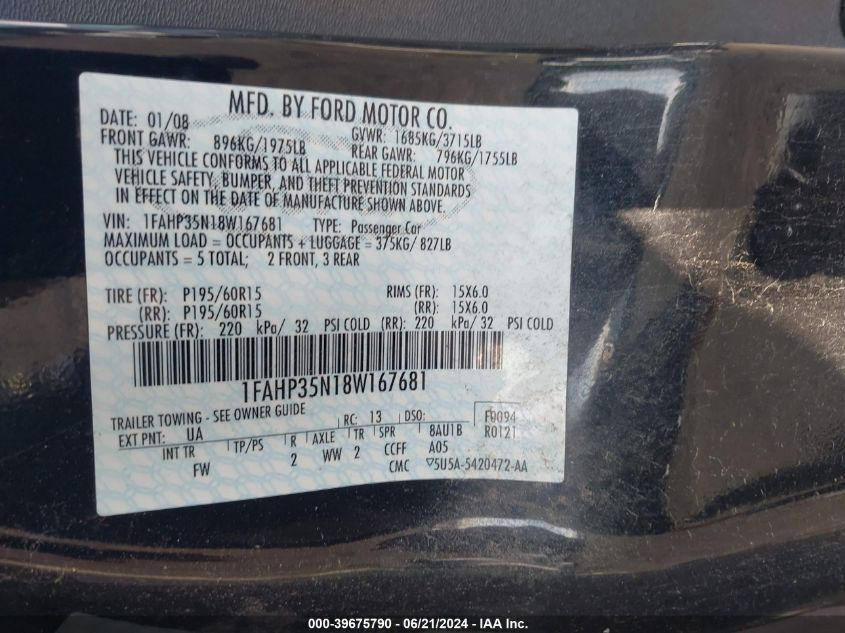 MFD. BY FORD MOTOR CO.
DATE: 01/08 GVWR: 1685KG/3715LB
FRONT GAWR: 896KG/1975LB REAR GAWR: 796KG/1755LB
THIS VEHICLE CONFORMS TO ALL APPLICABLE FEDERAL MOTOR
VEHICLE SAFETY, BUMPER, AND THEFT PREVENTION STANDARDS
IN EFFECT ON THE DATE OF MANUFACTURE SHOWN ABOVE.
VIN: 1FAHP35N18W167681 TYPE: Passenger Car
MAXIMUM LOAD = OCCUPANTS + LUGGAGE = 375KG/ 827LB
OCCUPANTS = 5 TOTAL; 2 FRONT, 3 REAR
TIRE (FR): P195/60R15 RIMS (FR): 15X6.0
(RR): P195/60R15 (RR): 15X6.0
PRESSURE (FR): 220 kPa/ 32 PSI COLD (RR): 220 kPa/ 32 PSI COLD
1FAHP35N18W167681
TRAILER TOWING - SEE OWNER GUIDE RC: 13 DSO: F0094
EXT PNT: UA R0121
INT TR TP/PS R AXLE TR SPR 8AU1B
FW 2 WW 2 CCFF A05
CMC ▽5U5A-5420472-AA
000-39675790 - 06/21/2024 - IAA Inc.